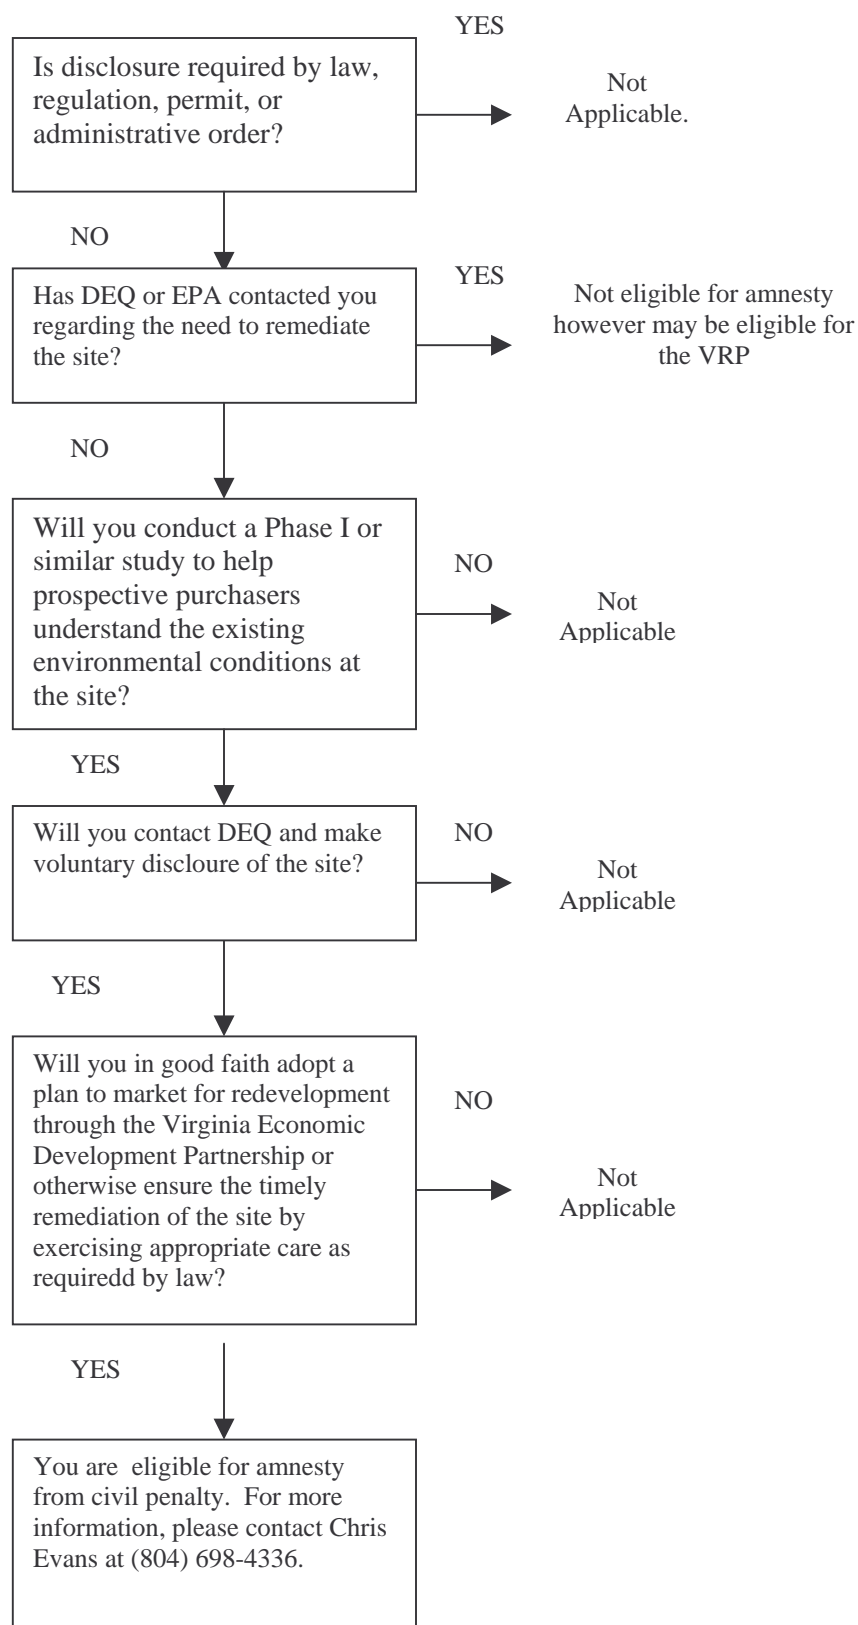 YES
Is disclosure required by law,
regulation, permit, or
administrative order?
Not
Applicable.
NO
YES
Has DEQ or EPA contacted you
regarding the need to remediate
the site?
Not eligible for amnesty
however may be eligible for
the VRP
NO
Will you conduct a Phase I or
similar study to help
prospective purchasers
understand the existing
environmental conditions at
the site?
NO
Not
Applicable
YES
Will you contact DEQ and make
voluntary discloure of the site?
NO
Not
Applicable
YES
Will you in good faith adopt a
plan to market for redevelopment
through the Virginia Economic
Development Partnership or
otherwise ensure the timely
remediation of the site by
exercising appropriate care as
requiredd by law?
NO
Not
Applicable
YES
You are  eligible for amnesty
from civil penalty.  For more
information, please contact Chris
Evans at (804) 698-4336.